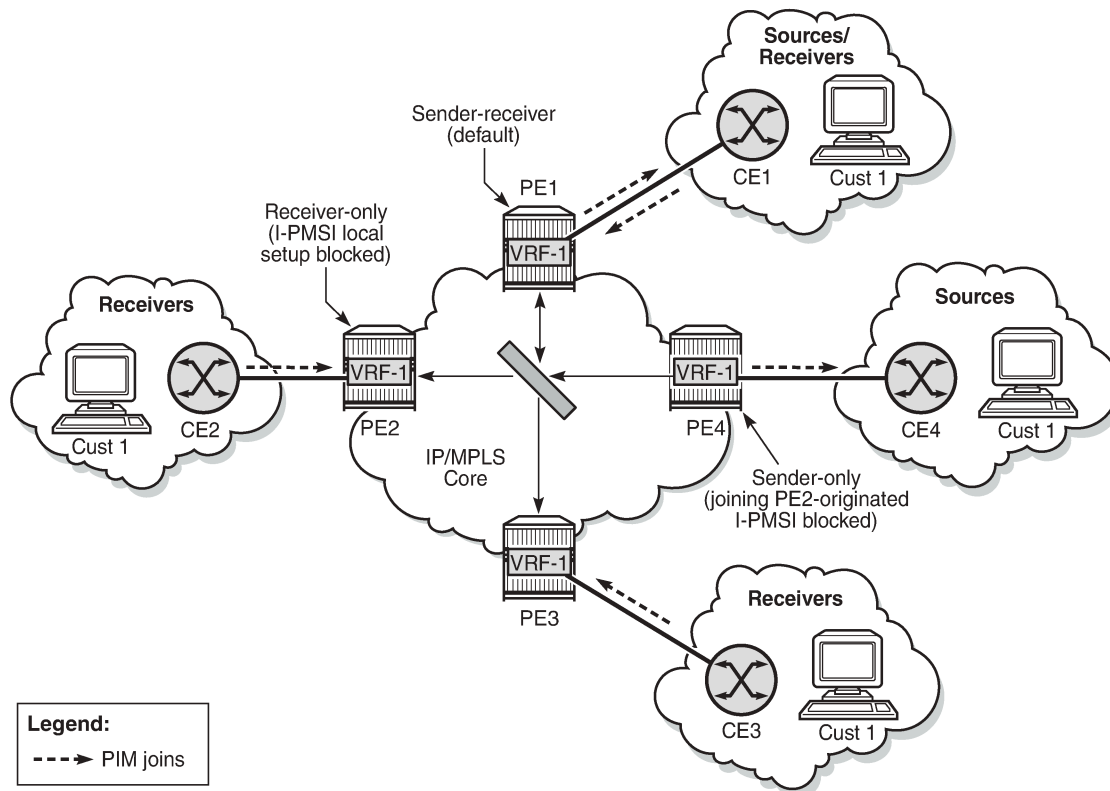 Sources/
Receivers
CE1
Cust 1
Sender-receiver
(default)
PE1
VRF-1
Receiver-only
(I-PMSI local
setup blocked)
Receivers
Cust 1
CE2
VRF-1
PE2
VRF-1
PE4
Sources
CE4
Cust 1
IP/MPLS
Core
Sender-only
(joining PE2-originated
I-PMSI blocked)
VRF-1
PE3
Receivers
CE3
Cust 1
Legend:
PIM joins